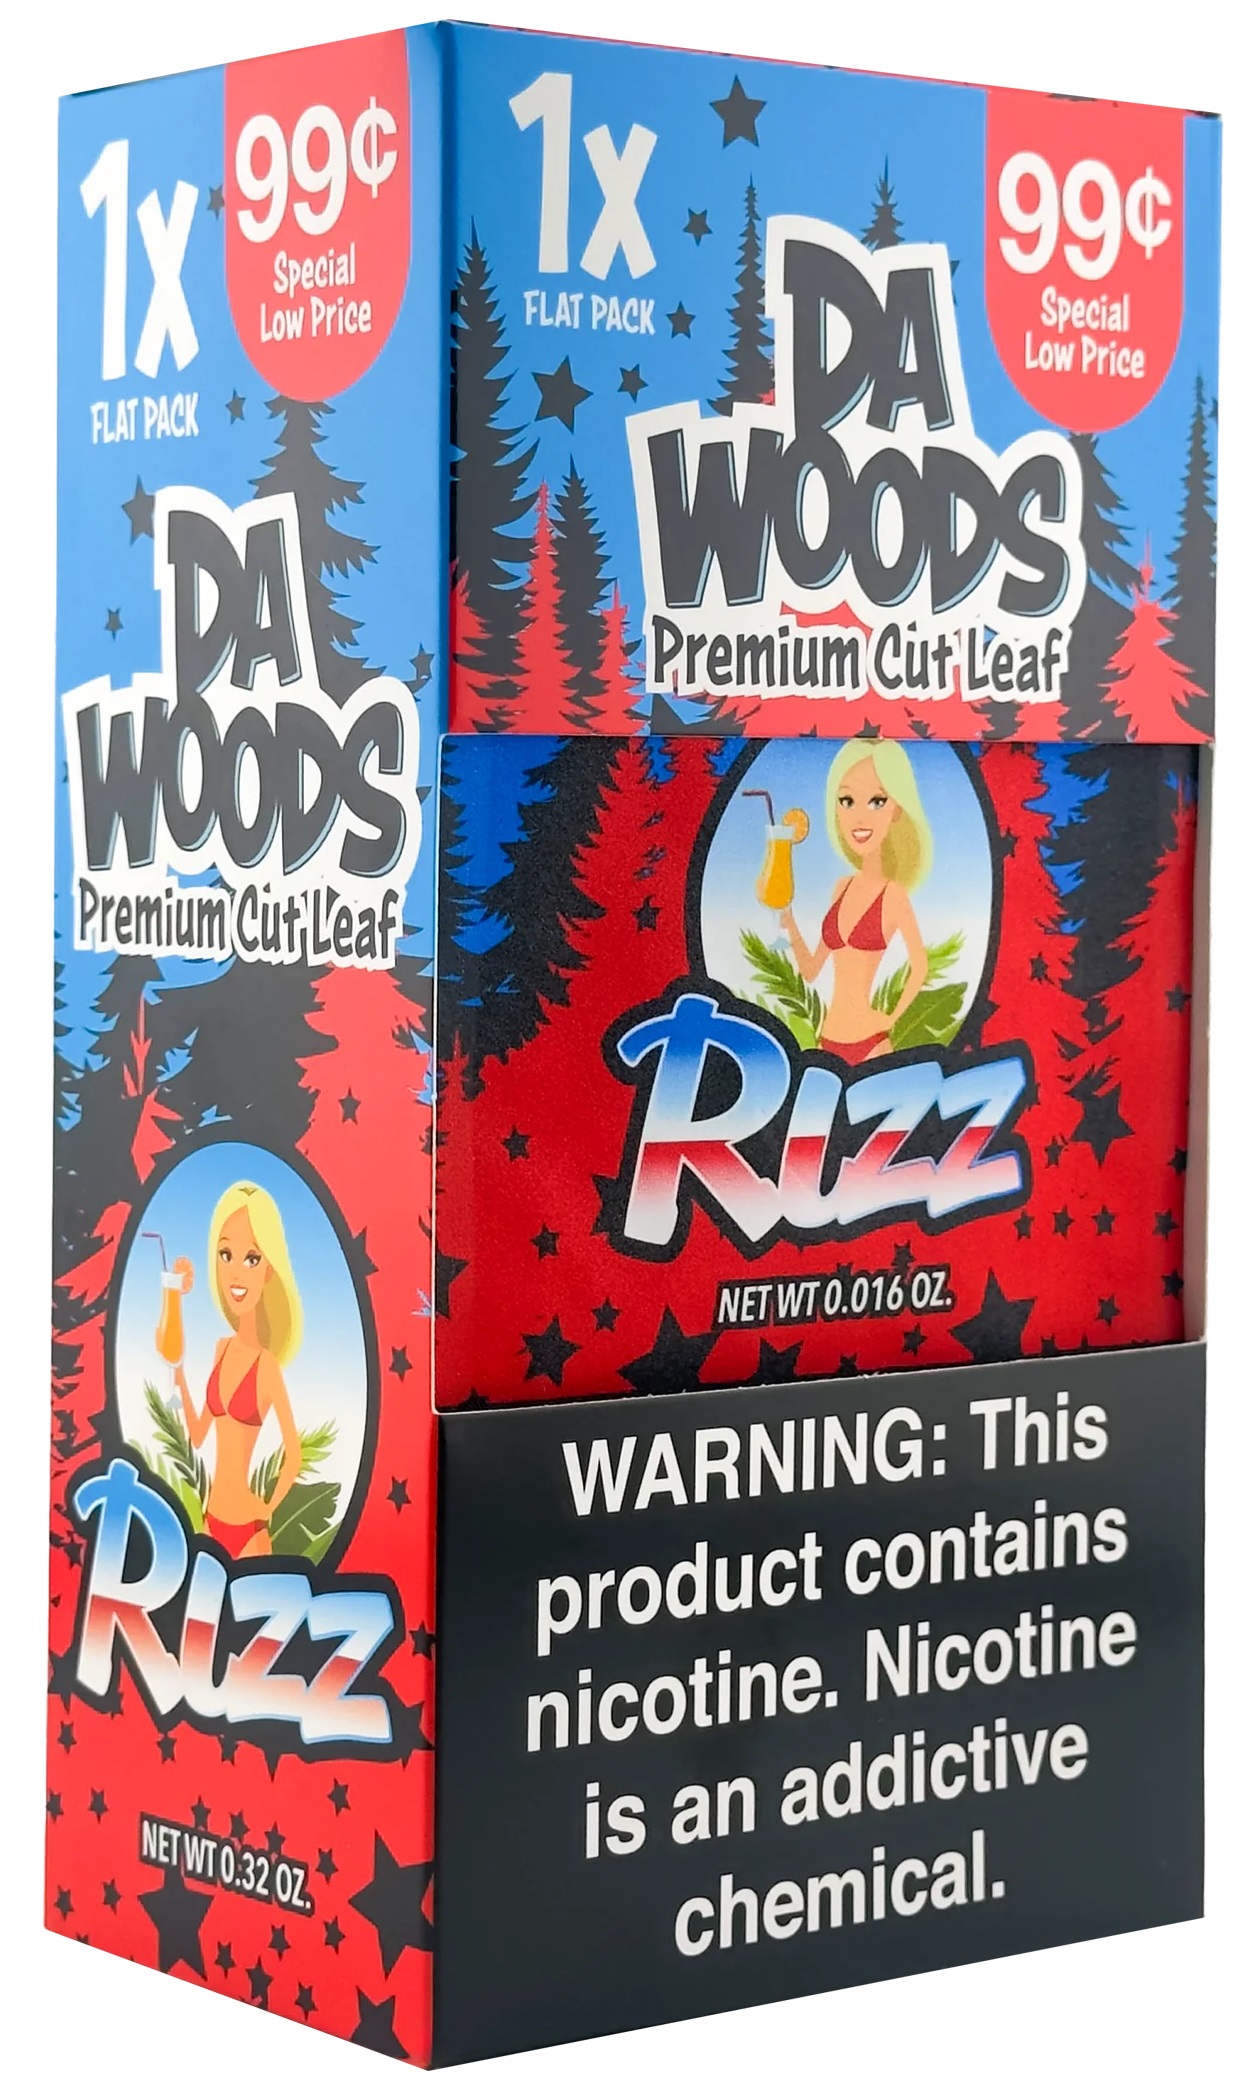 1x
FLAT PACK
99¢
Special
Low Price
DA
WOODS
Premium Cut Leaf
RIZZ
NET WT 0.32 OZ.
1x
FLAT PACK
99¢
Special
Low Price
DA
WOODS
Premium Cut Leaf
RIZZ
NET WT 0.016 OZ.
WARNING: This
product contains
nicotine. Nicotine
is an addictive
chemical.